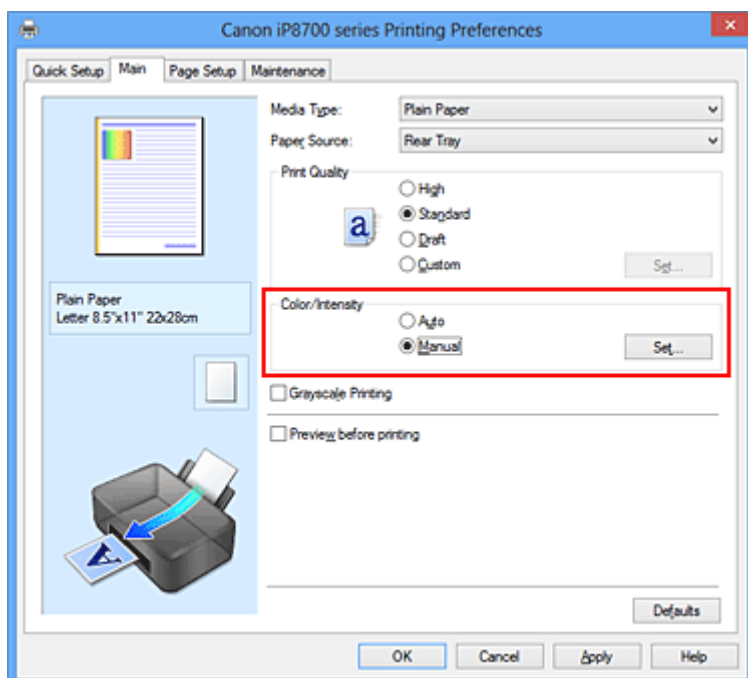 Canon iP8700 series Printing Preferences
Quick Setup Main Page Setup Maintenance
Media Type: Plain Paper
Paper Source: Rear Tray
Print Quality
High
a Standard
Draft
Custom Set...
Plain Paper
Letter 8.5"x11" 22x28cm
Color/Intensity
Auto
Manual Set...
Grayscale Printing
Preview before printing
A
Defaults
OK Cancel Apply Help